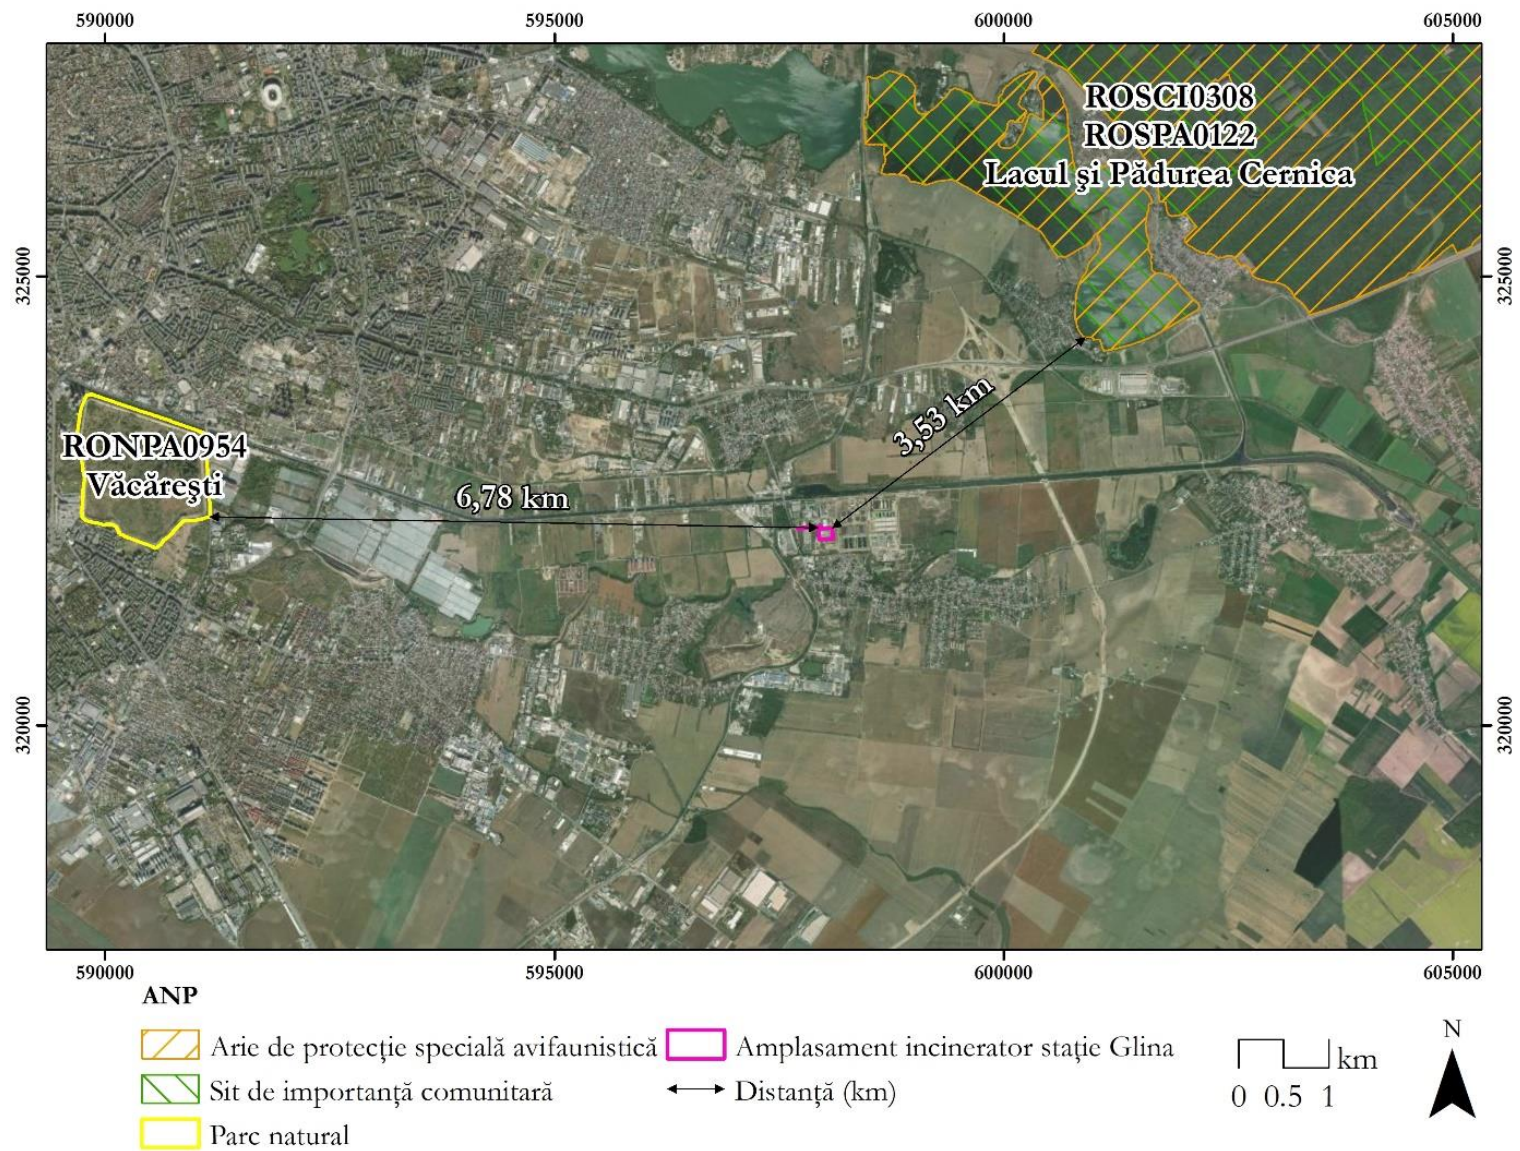 590000
595000
600000
605000
ROSCI0308
ROSPA0122
Lacul şi Pădurea Cernica
325000
325000
3,53 km
RONPA0954
Văcăreşti
6,78 km
320000
320000
590000
595000
600000
605000
ANP
Arie de protecţie specială avifaunistică
Amplasament incinerator staţie Glina
Sit de importanţă comunitară
Distanţă (km)
Parc natural
km
0 0.5 1
N